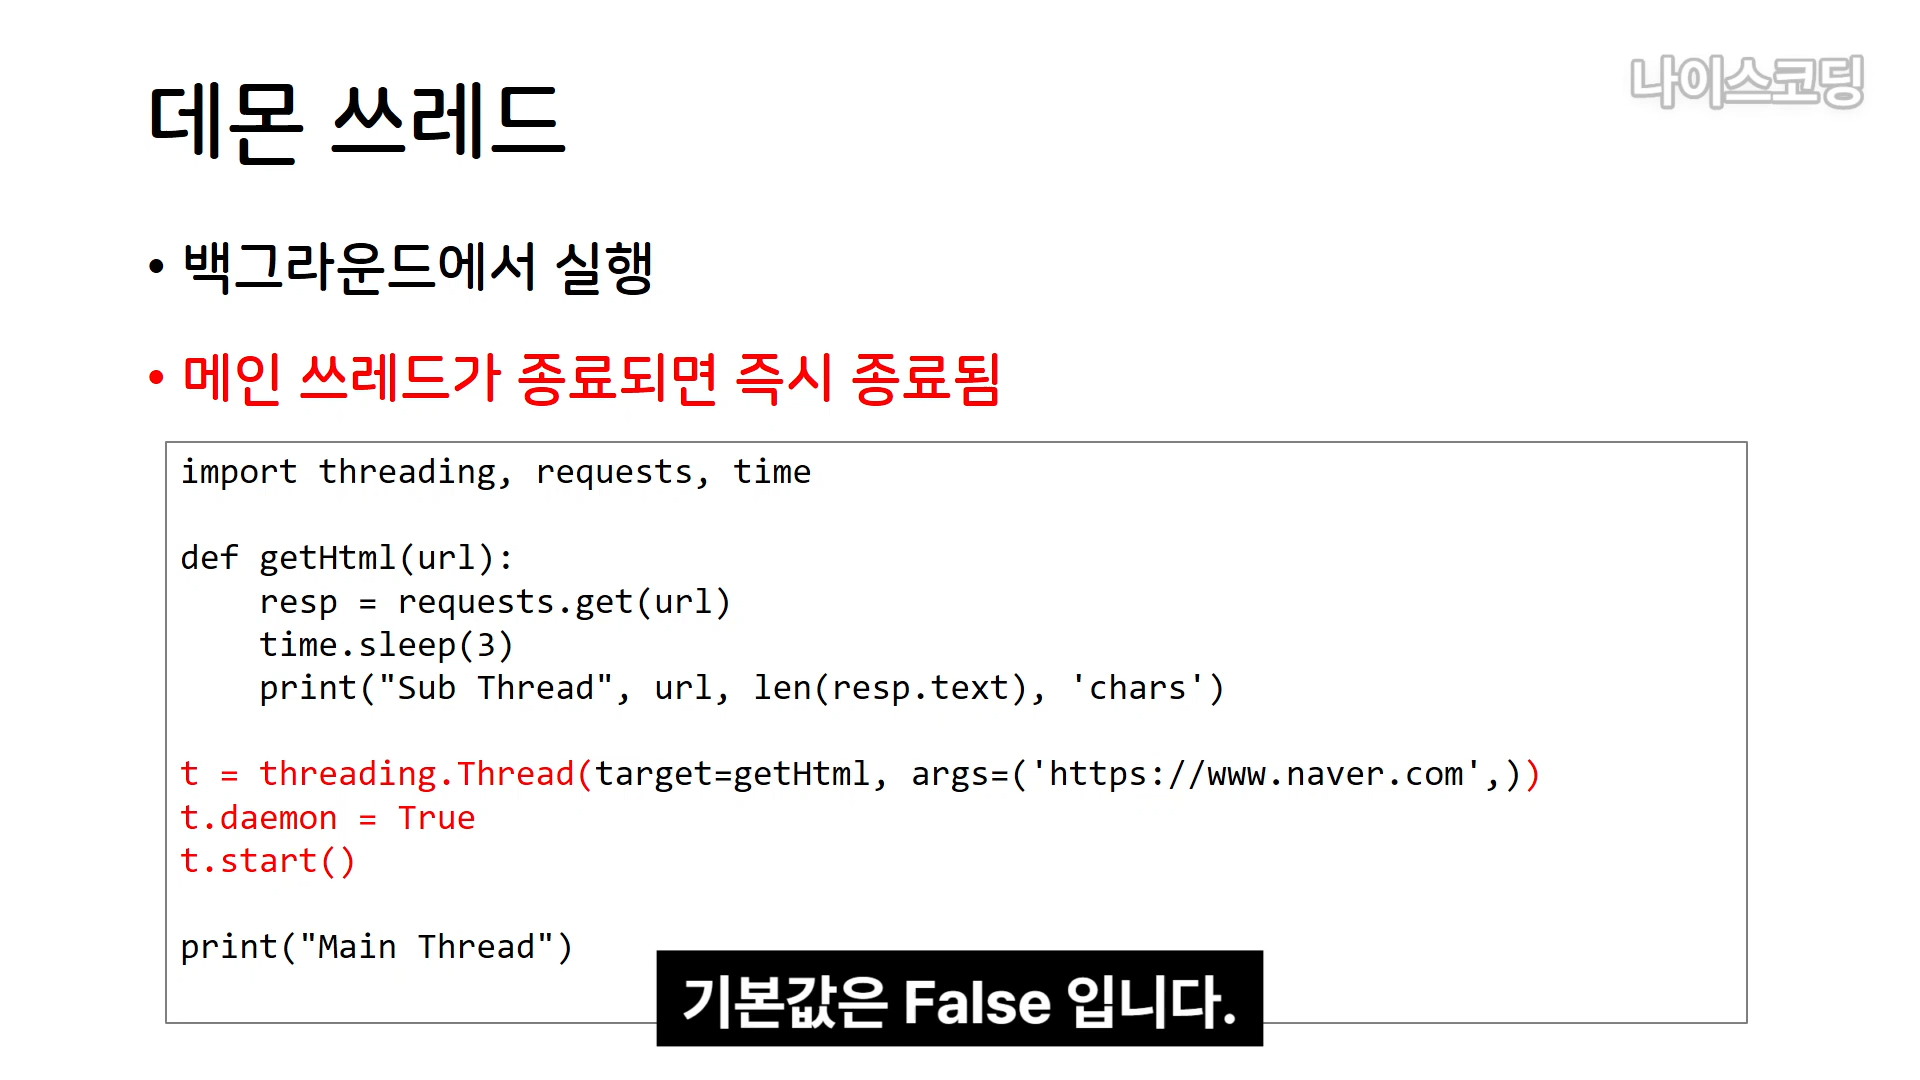 나이스코딩
데몬 쓰레드
• 백그라운드에서 실행
• 메인 쓰레드가 종료되면 즉시 종료됨
import threading, requests, time
def getHtml(url):
    resp = requests.get(url)
    time.sleep(3)
    print("Sub Thread", url, len(resp.text), 'chars')
t = threading.Thread(target=getHtml, args=('https://www.naver.com',))
t.daemon = True
t.start()
print("Main Thread")
기본값은 False 입니다.